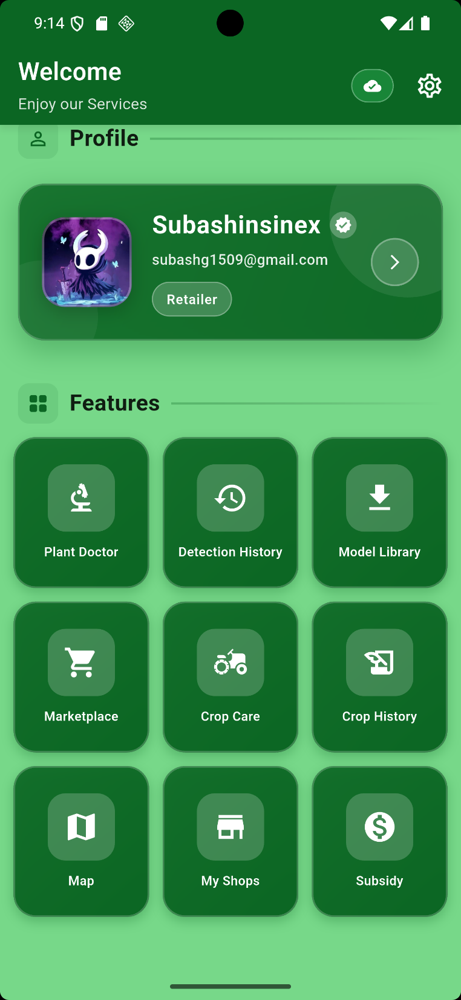 9:14
Welcome
Enjoy our Services
Profile
Subashinsinex
subashg1509@gmail.com
Retailer
Features
Plant Doctor
Detection History
Model Library
Marketplace
Crop Care
Crop History
Map
My Shops
Subsidy